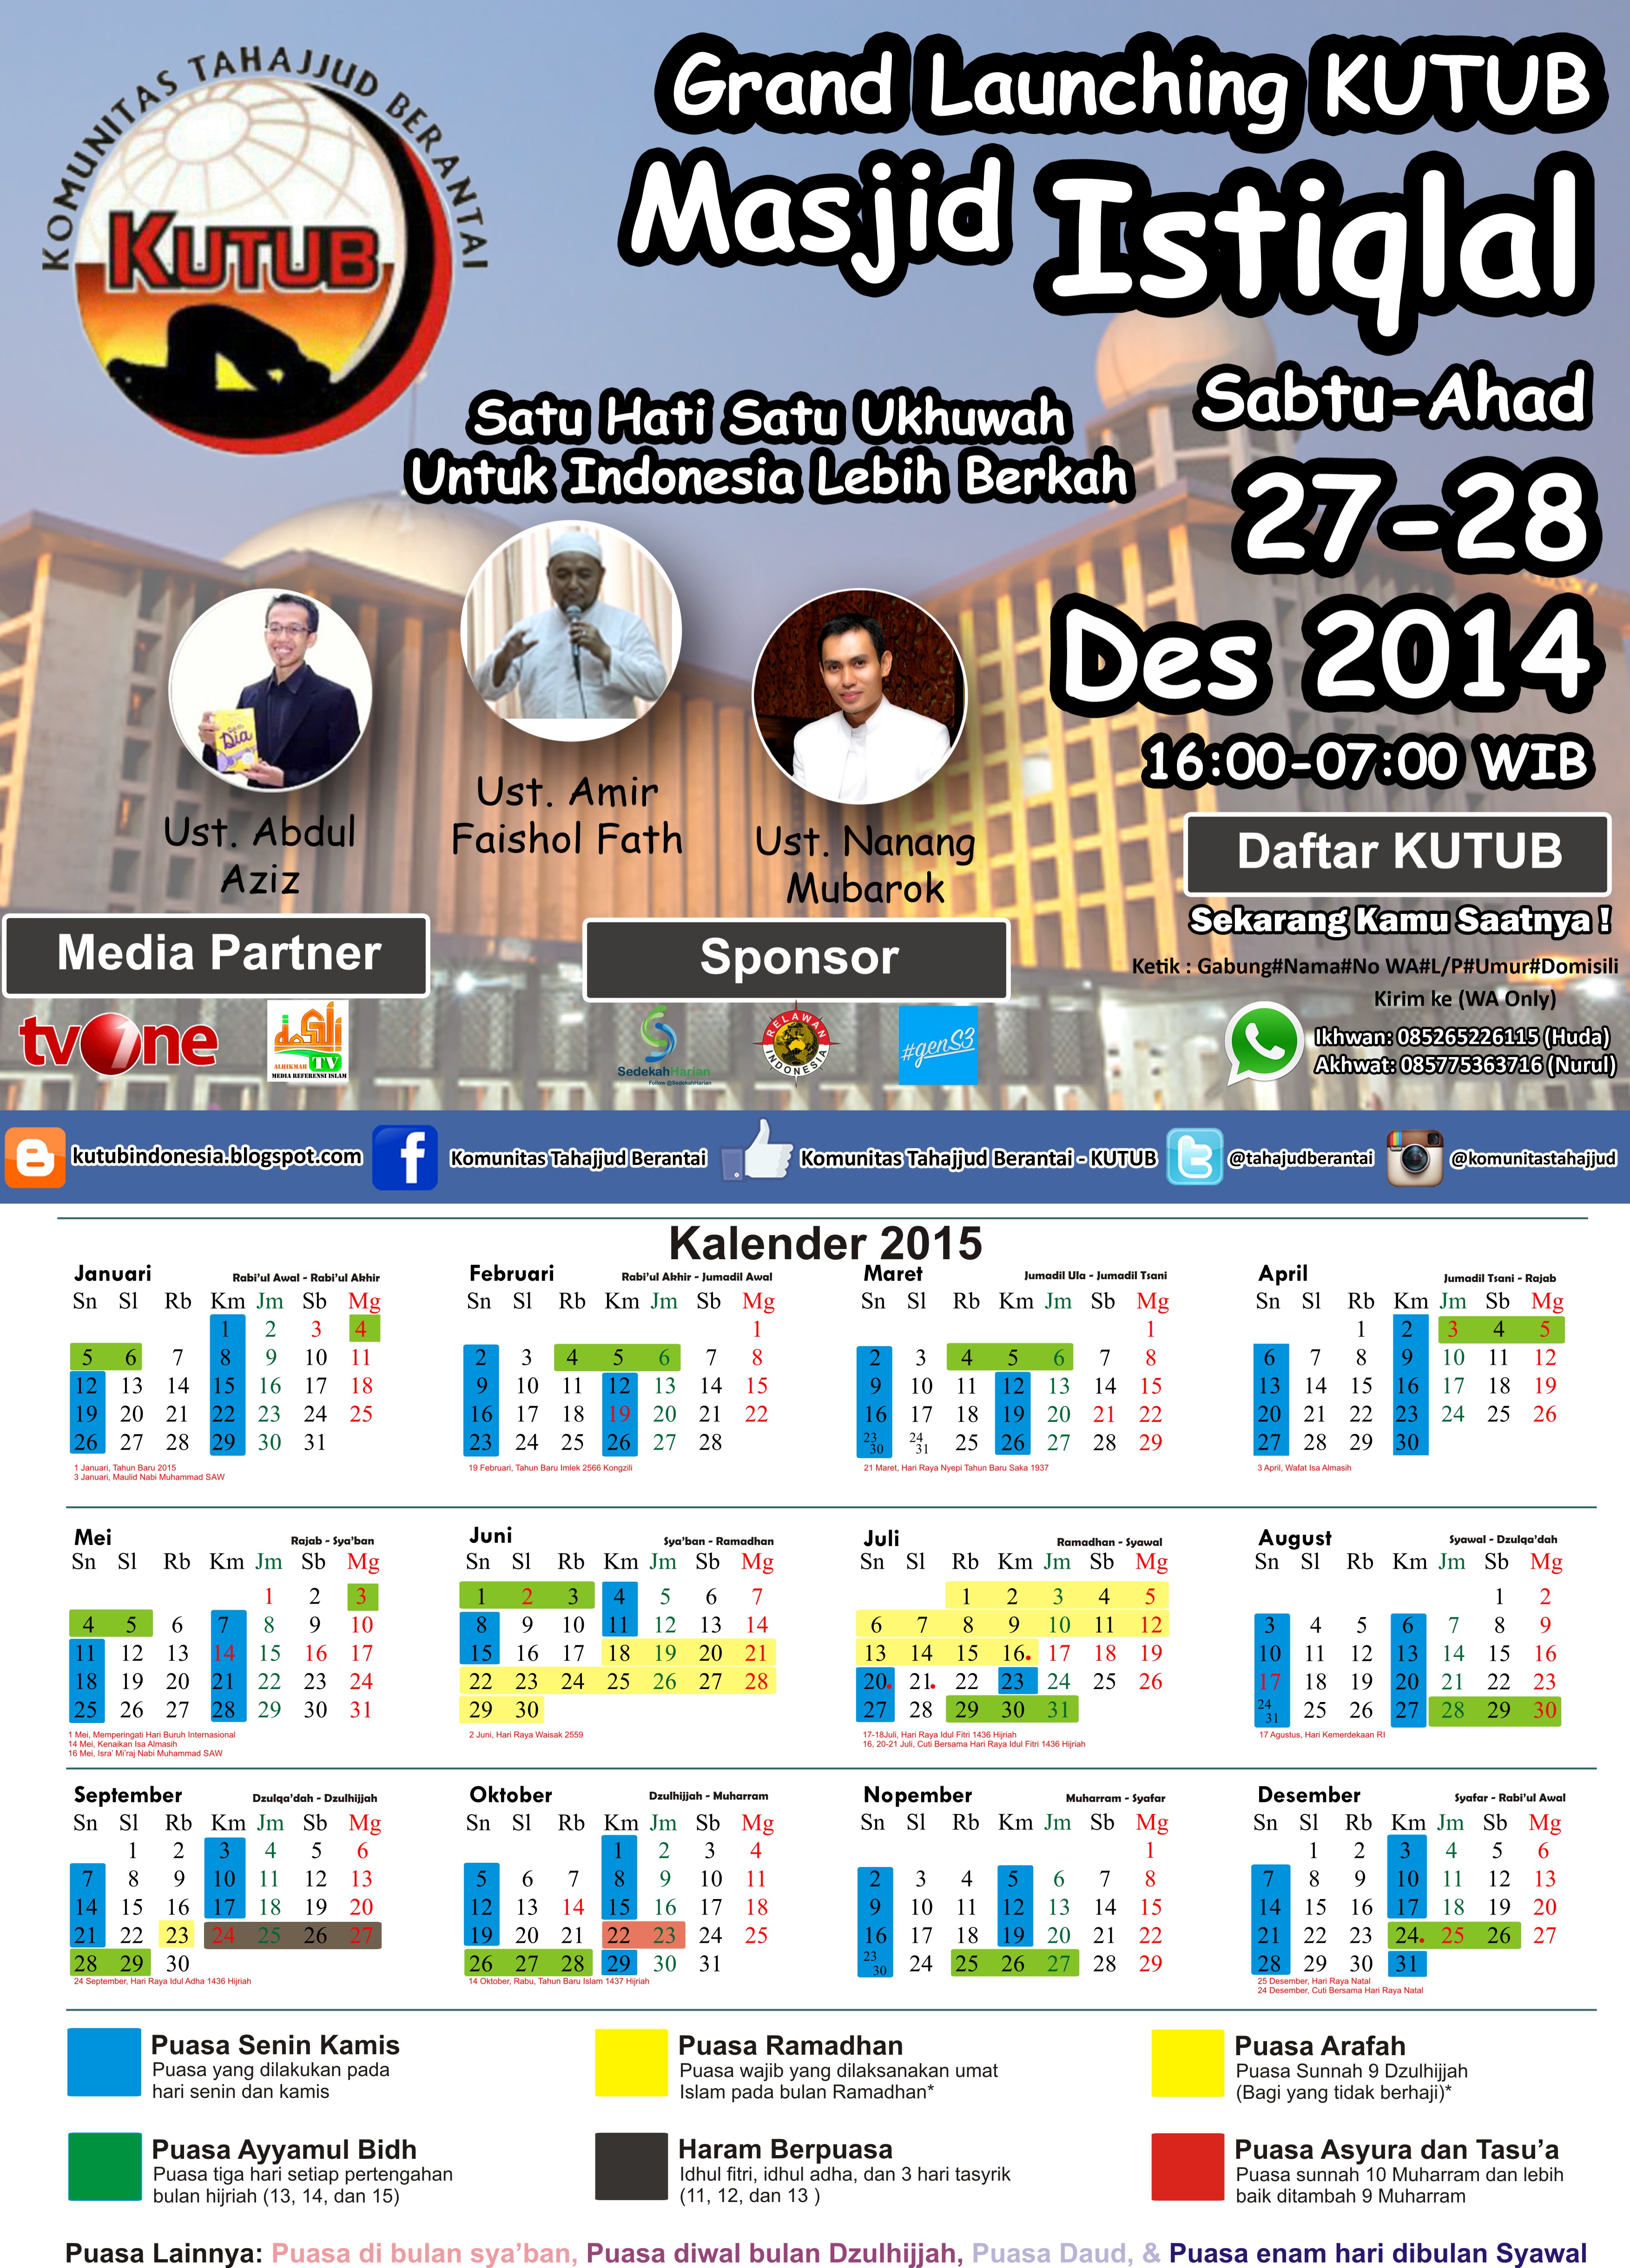 KOMUNITAS TAHAJJUD BERANTAI
KUTUB
Grand Launching KUTUB
Masjid Istiqlal
Satu Hati Satu Ukhuwah
Untuk Indonesia Lebih Berkah
Sabtu-Ahad
27-28
Des 2014
16:00-07:00 WIB
Dia
Ust. Abdul
Aziz
Ust. Amir
Faishol Fath
Ust. Nanang
Mubarok
Daftar KUTUB
Sekarang Kamu Saatnya !
Ketik : Gabung#Nama#No WA#L/P#Umur#Domisili
Kirim ke (WA Only)
Ikhwan: 085265226115 (Huda)
Akhwat: 085775363716 (Nurul)
Media Partner
Sponsor
tvOne
الحكمة
ALHIKMAH TV
MEDIA REFERENSI ISLAM
SedekahHarian
Follow @SedekahHarian
RELAWAN INDONESIA
#genS3
kutubindonesia.blogspot.com
Komunitas Tahajjud Berantai
Komunitas Tahajjud Berantai - KUTUB
@tahajudberantai
@komunitastahajjud
Kalender 2015
Januari Rabi'ul Awal - Rabi'ul Akhir
Sn Sl Rb Km Jm Sb Mg
1 2 3 4
5 6 7 8 9 10 11
12 13 14 15 16 17 18
19 20 21 22 23 24 25
26 27 28 29 30 31
1 Januari, Tahun Baru 2015
3 Januari, Maulid Nabi Muhammad SAW
Februari Rabi'ul Akhir - Jumadil Awal
Sn Sl Rb Km Jm Sb Mg
1
2 3 4 5 6 7 8
9 10 11 12 13 14 15
16 17 18 19 20 21 22
23 24 25 26 27 28
19 Februari, Tahun Baru Imlek 2566 Kongzili
Maret Jumadil Ula - Jumadil Tsani
Sn Sl Rb Km Jm Sb Mg
1
2 3 4 5 6 7 8
9 10 11 12 13 14 15
16 17 18 19 20 21 22
23 30 24 31 25 26 27 28 29
21 Maret, Hari Raya Nyepi Tahun Baru Saka 1937
April Jumadil Tsani - Rajab
Sn Sl Rb Km Jm Sb Mg
1 2 3 4 5
6 7 8 9 10 11 12
13 14 15 16 17 18 19
20 21 22 23 24 25 26
27 28 29 30
3 April, Wafat Isa Almasih
Mei Rajab - Sya'ban
Sn Sl Rb Km Jm Sb Mg
1 2 3
4 5 6 7 8 9 10
11 12 13 14 15 16 17
18 19 20 21 22 23 24
25 26 27 28 29 30 31
1 Mei, Memperingati Hari Buruh Internasional
14 Mei, Kenaikan Isa Almasih
16 Mei, Isra' Mi'raj Nabi Muhammad SAW
Juni Sya'ban - Ramadhan
Sn Sl Rb Km Jm Sb Mg
1 2 3 4 5 6 7
8 9 10 11 12 13 14
15 16 17 18 19 20 21
22 23 24 25 26 27 28
29 30
2 Juni, Hari Raya Waisak 2559
Juli Ramadhan - Syawal
Sn Sl Rb Km Jm Sb Mg
1 2 3 4 5
6 7 8 9 10 11 12
13 14 15 16 17 18 19
20 21 22 23 24 25 26
27 28 29 30 31
17-18Juli, Hari Raya Idul Fitri 1436 Hijriah
16, 20-21 Juli, Cuti Bersama Hari Raya Idul Fitri 1436 Hijriah
August Syawal - Dzulqa'dah
Sn Sl Rb Km Jm Sb Mg
1 2
3 4 5 6 7 8 9
10 11 12 13 14 15 16
17 18 19 20 21 22 23
24 31 25 26 27 28 29 30
17 Agustus, Hari Kemerdekaan RI
September Dzulqa'dah - Dzulhijjah
Sn Sl Rb Km Jm Sb Mg
1 2 3 4 5 6
7 8 9 10 11 12 13
14 15 16 17 18 19 20
21 22 23 24 25 26 27
28 29 30
24 September, Hari Raya Idul Adha 1436 Hijriah
Oktober Dzulhijjah - Muharram
Sn Sl Rb Km Jm Sb Mg
1 2 3 4
5 6 7 8 9 10 11
12 13 14 15 16 17 18
19 20 21 22 23 24 25
26 27 28 29 30 31
14 Oktober, Rabu, Tahun Baru Islam 1437 Hijriah
Nopember Muharram - Syafar
Sn Sl Rb Km Jm Sb Mg
1
2 3 4 5 6 7 8
9 10 11 12 13 14 15
16 17 18 19 20 21 22
23 30 24 25 26 27 28 29
Desember Syafar - Rabi'ul Awal
Sn Sl Rb Km Jm Sb Mg
1 2 3 4 5 6
7 8 9 10 11 12 13
14 15 16 17 18 19 20
21 22 23 24 25 26 27
28 29 30 31
25 Desember, Hari Raya Natal
24 Desember, Cuti Bersama Hari Raya Natal
Puasa Senin Kamis
Puasa yang dilakukan pada
hari senin dan kamis
Puasa Ramadhan
Puasa wajib yang dilaksanakan umat
Islam pada bulan Ramadhan*
Puasa Arafah
Puasa Sunnah 9 Dzulhijjah
(Bagi yang tidak berhaji)*
Puasa Ayyamul Bidh
Puasa tiga hari setiap pertengahan
bulan hijriah (13, 14, dan 15)
Haram Berpuasa
Idhul fitri, idhul adha, dan 3 hari tasyrik
(11, 12, dan 13 )
Puasa Asyura dan Tasu'a
Puasa sunnah 10 Muharram dan lebih
baik ditambah 9 Muharram
Puasa Lainnya: Puasa di bulan sya'ban, Puasa diwal bulan Dzulhijjah, Puasa Daud, & Puasa enam hari dibulan Syawal